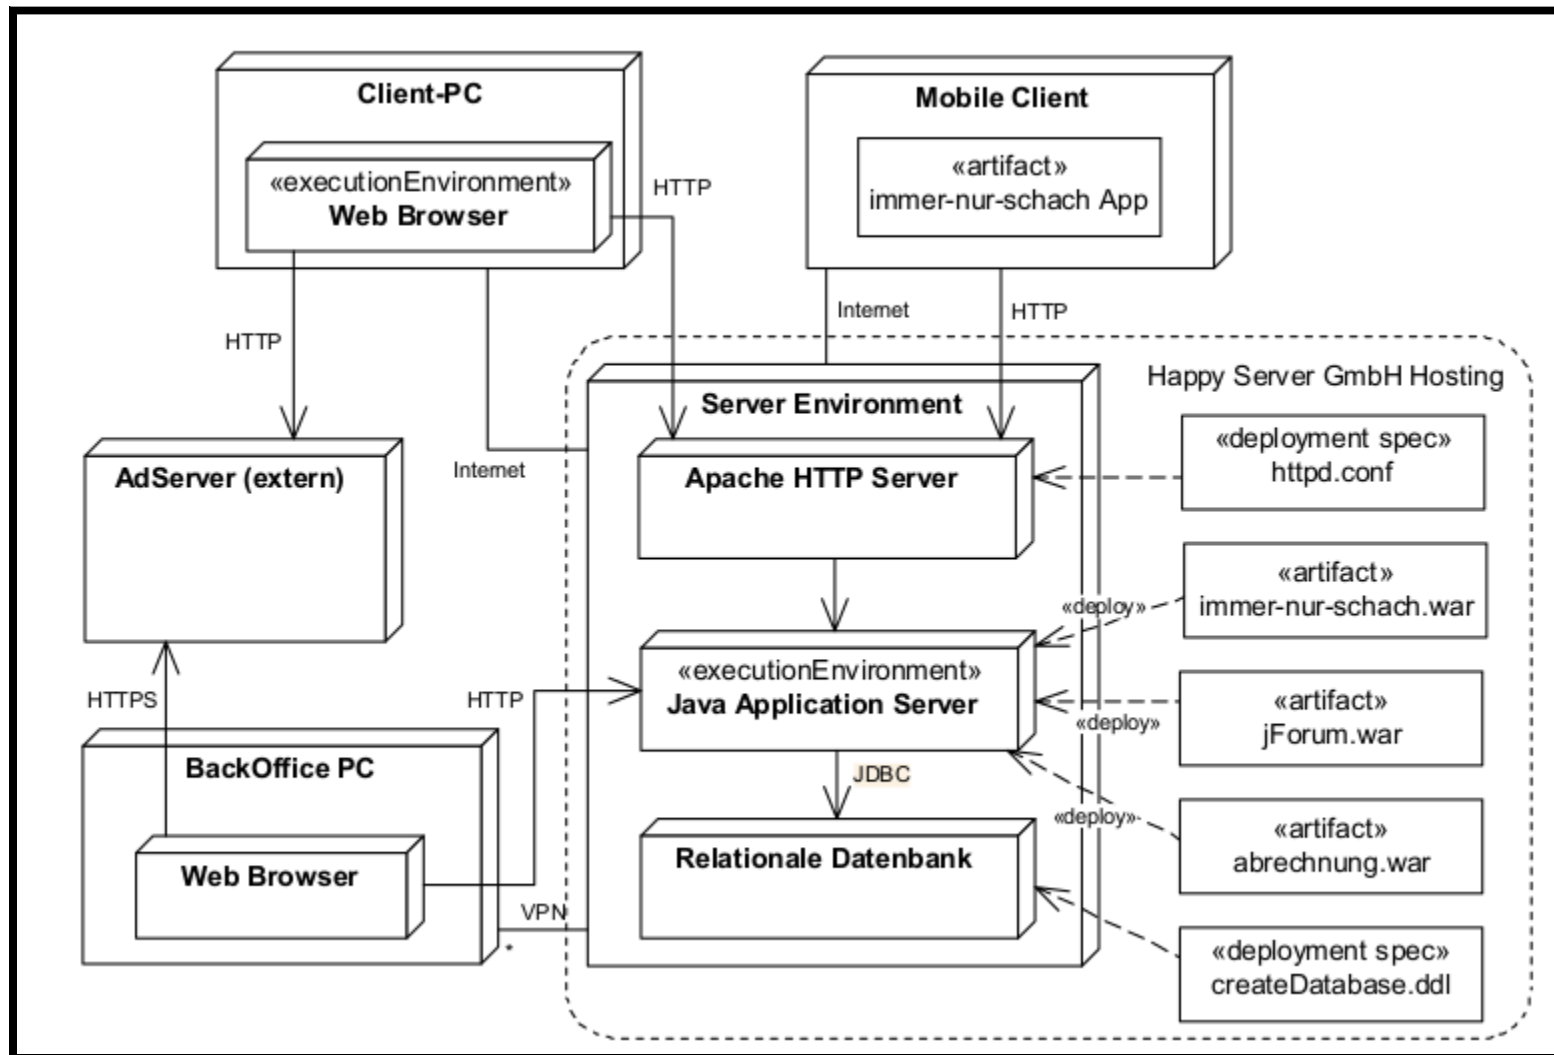 Client-PC
«executionEnvironment»
Web Browser
HTTP
Mobile Client
«artifact»
immer-nur-schach App
HTTP
Internet
HTTP
Internet
Happy Server GmbH Hosting
Server Environment
Apache HTTP Server
«deployment spec»
httpd.conf
AdServer (extern)
«artifact»
immer-nur-schach.war
«deploy»
«executionEnvironment»
Java Application Server
«artifact»
jForum.war
«deploy»
HTTPS
HTTP
BackOffice PC
Web Browser
JDBC
«deploy»
«artifact»
abrechnung.war
Relationale Datenbank
VPN
*
«deployment spec»
createDatabase.ddl